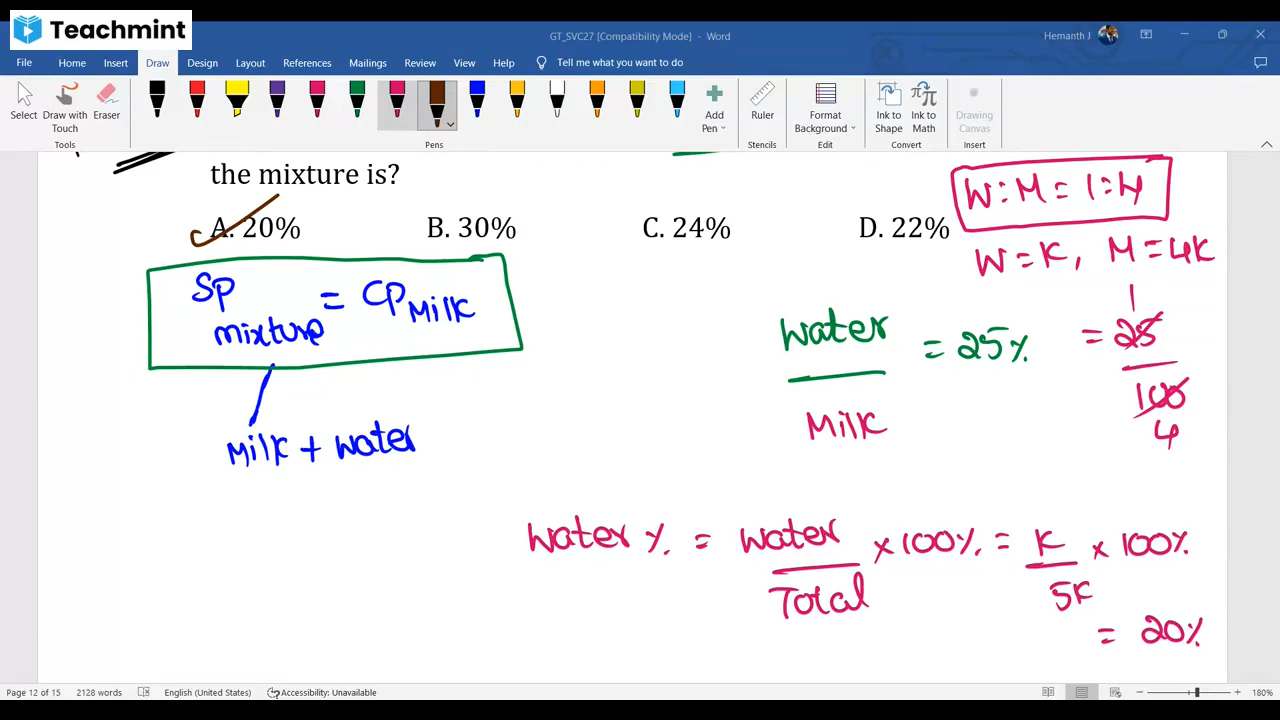 Teachmint
GT_SVC27 [Compatibility Mode] - Word
Hemanth J
File Home Insert Draw Design Layout References Mailings Review View Help Tell me what you want to do
Select Draw with Touch Eraser Add Pen Ruler Format Background Ink to Shape Ink to Math Drawing Canvas
Tools Pens Stencils Edit Convert Insert
the mixture is?
A. 20% B. 30% C. 24% D. 22%
W:M = 1:4
W = K, M = 4K
SP mixture = CP Milk
Milk + water
water / Milk = 25% = 25 / 100
1
4
water % = water / Total × 100% = K / 5K × 100%
= 20%
Page 12 of 15 2128 words English (United States) Accessibility: Unavailable 180%